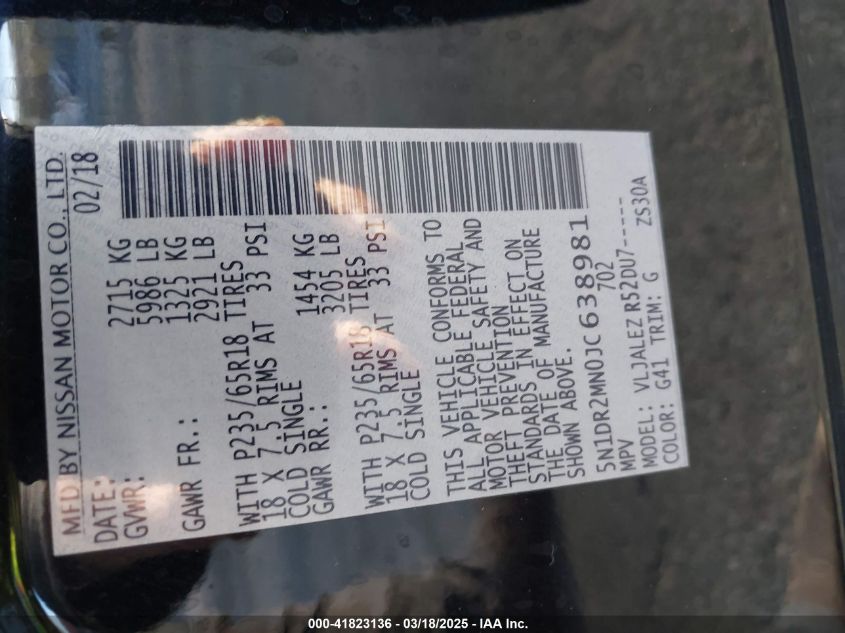 MFD BY NISSAN MOTOR CO., LTD.
DATE: 02/18
GVWR: 2715 KG
5986 LB
GAWR FR.: 1325 KG
2921 LB
WITH P235/65R18 TIRES
18 X 7.5 RIMS AT 33 PSI
COLD SINGLE
GAWR RR.: 1454 KG
3205 LB
WITH P235/65R18 TIRES
18 X 7.5 RIMS AT 33 PSI
COLD SINGLE
THIS VEHICLE CONFORMS TO
ALL APPLICABLE FEDERAL
MOTOR VEHICLE SAFETY AND
THEFT PREVENTION
STANDARDS IN EFFECT ON
THE DATE OF MANUFACTURE
SHOWN ABOVE.
5N1DR2MN0JC638981
MPV 702
MODEL: VLJALEZ R52DU7-----
COLOR: G41 TRIM: G ZS30A
000-41823136 - 03/18/2025 - IAA Inc.